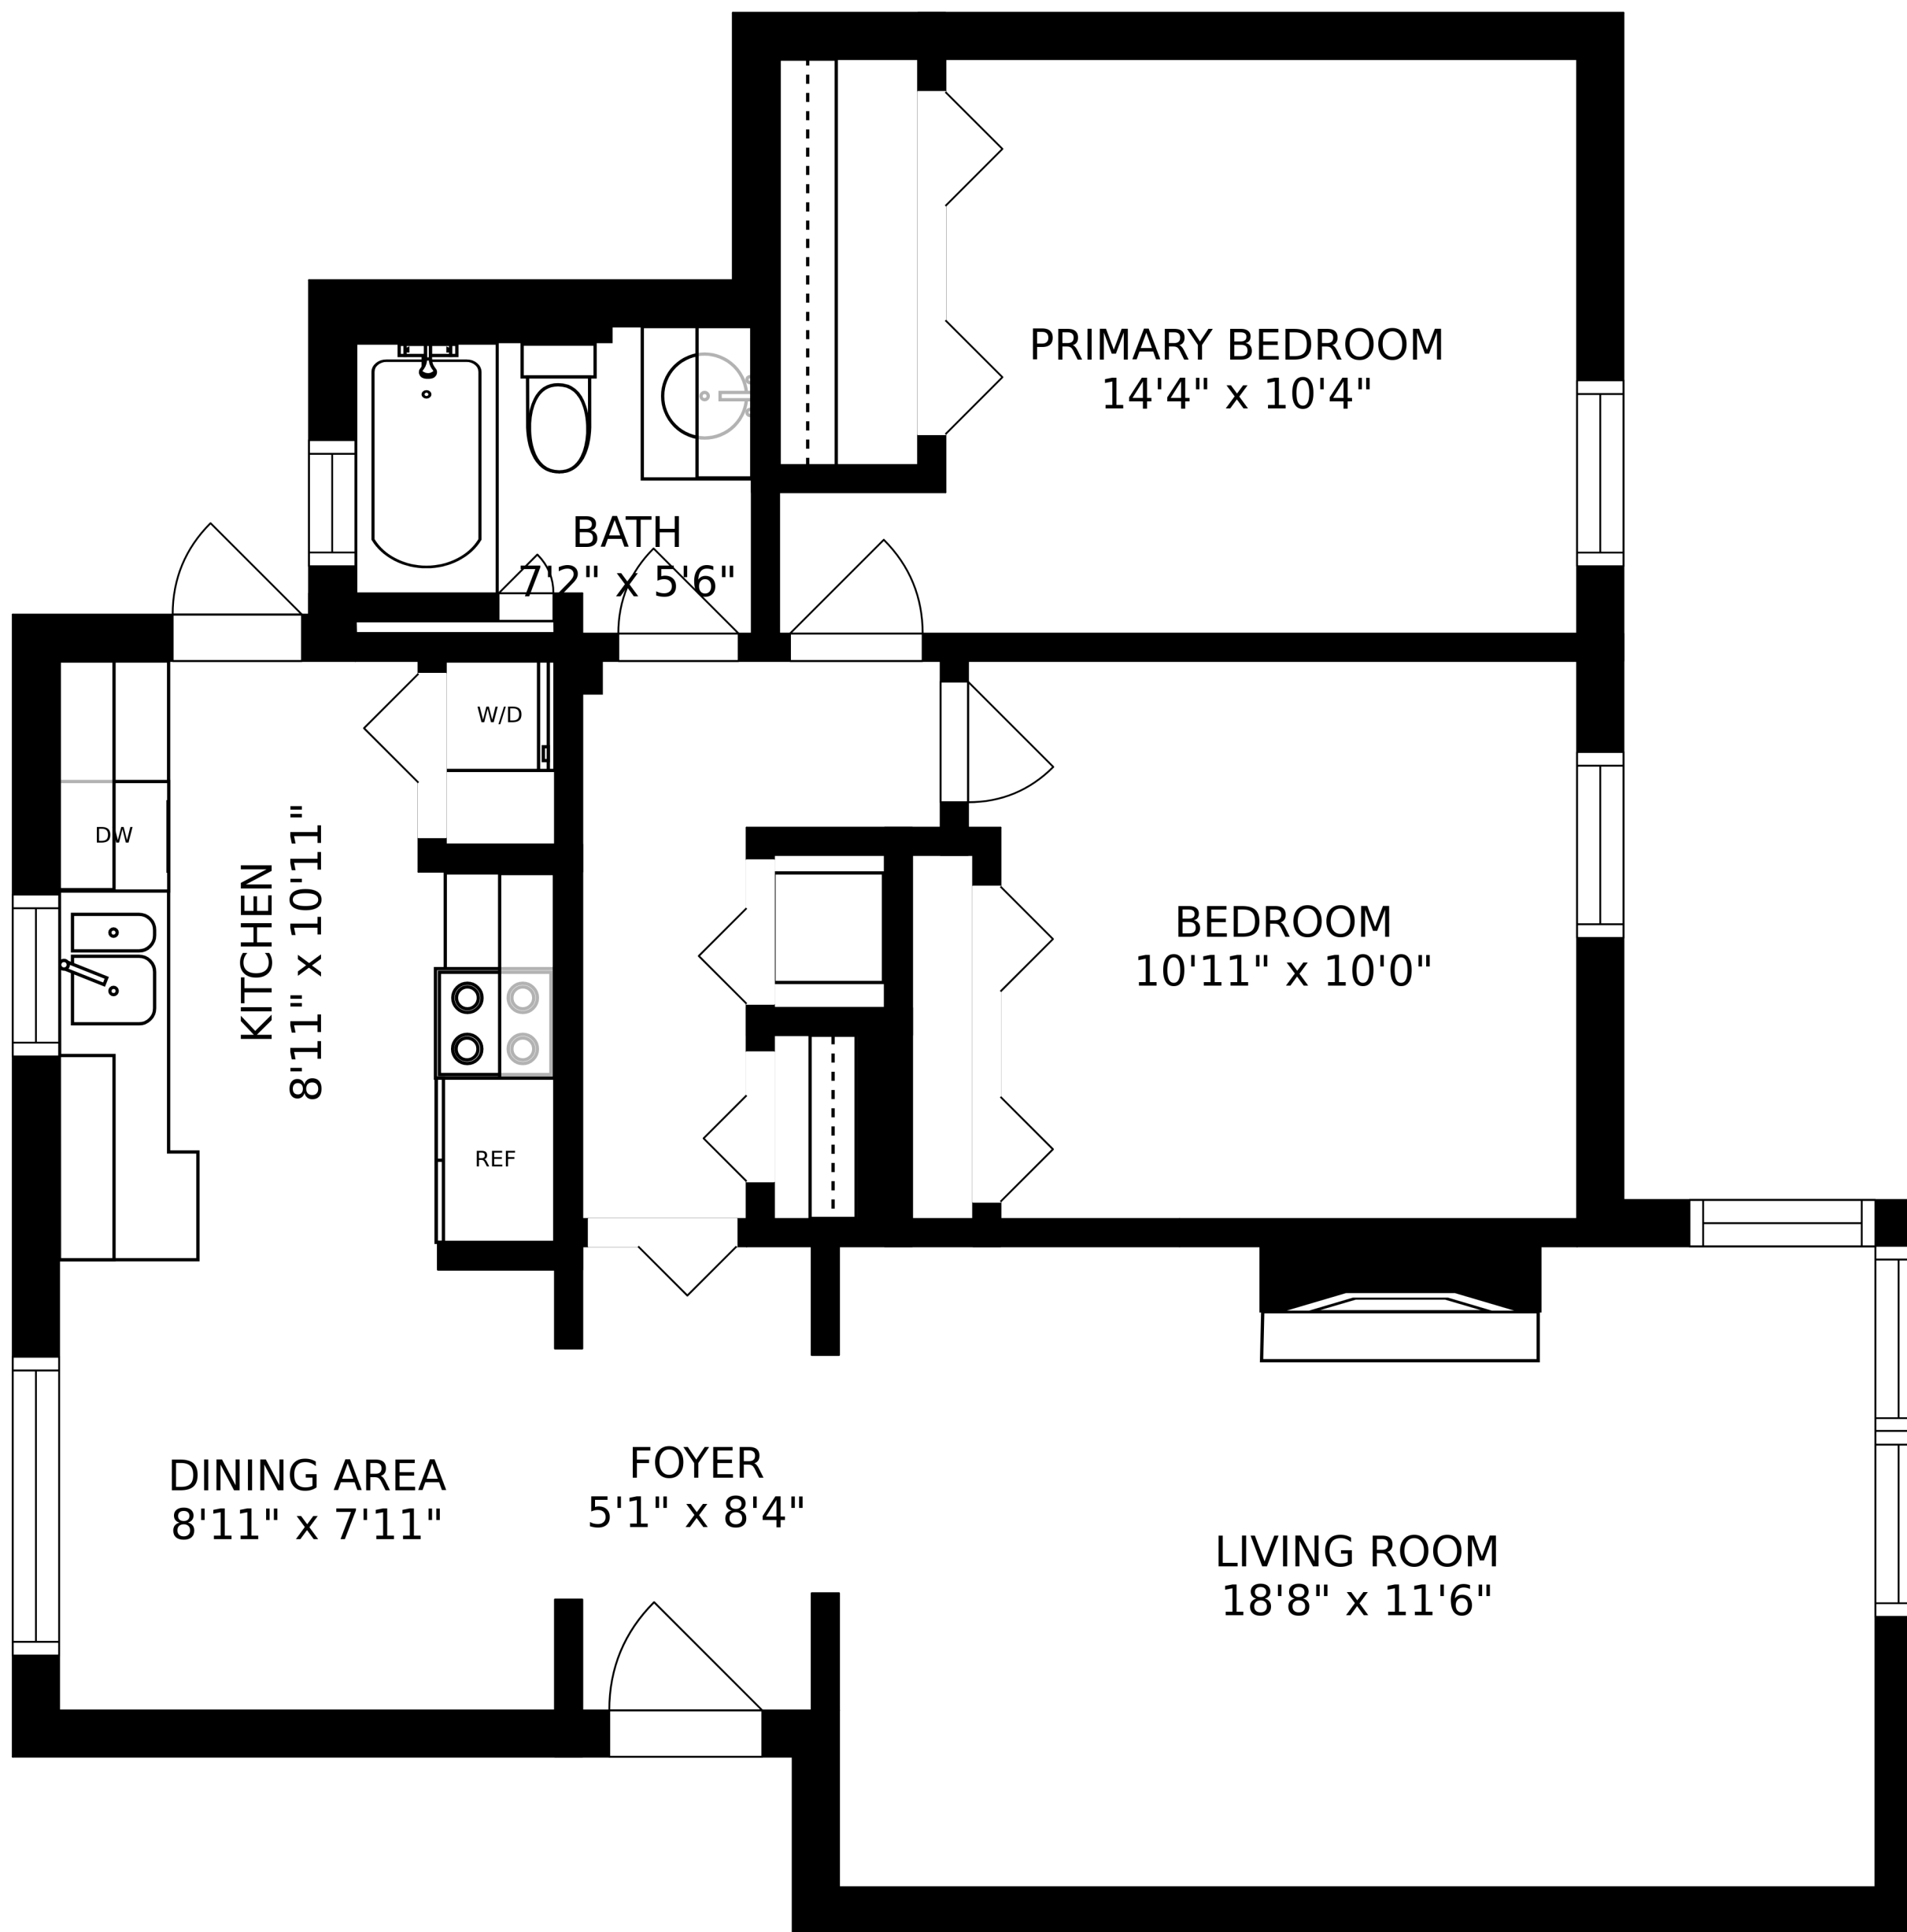 PRIMARY BEDROOM
14'4" x 10'4"
BATH
7'2" x 5'6"
W/D
DW
KITCHEN
8'11" x 10'11"
BEDROOM
10'11" x 10'0"
REF
DINING AREA
8'11" x 7'11"
FOYER
5'1" x 8'4"
LIVING ROOM
18'8" x 11'6"